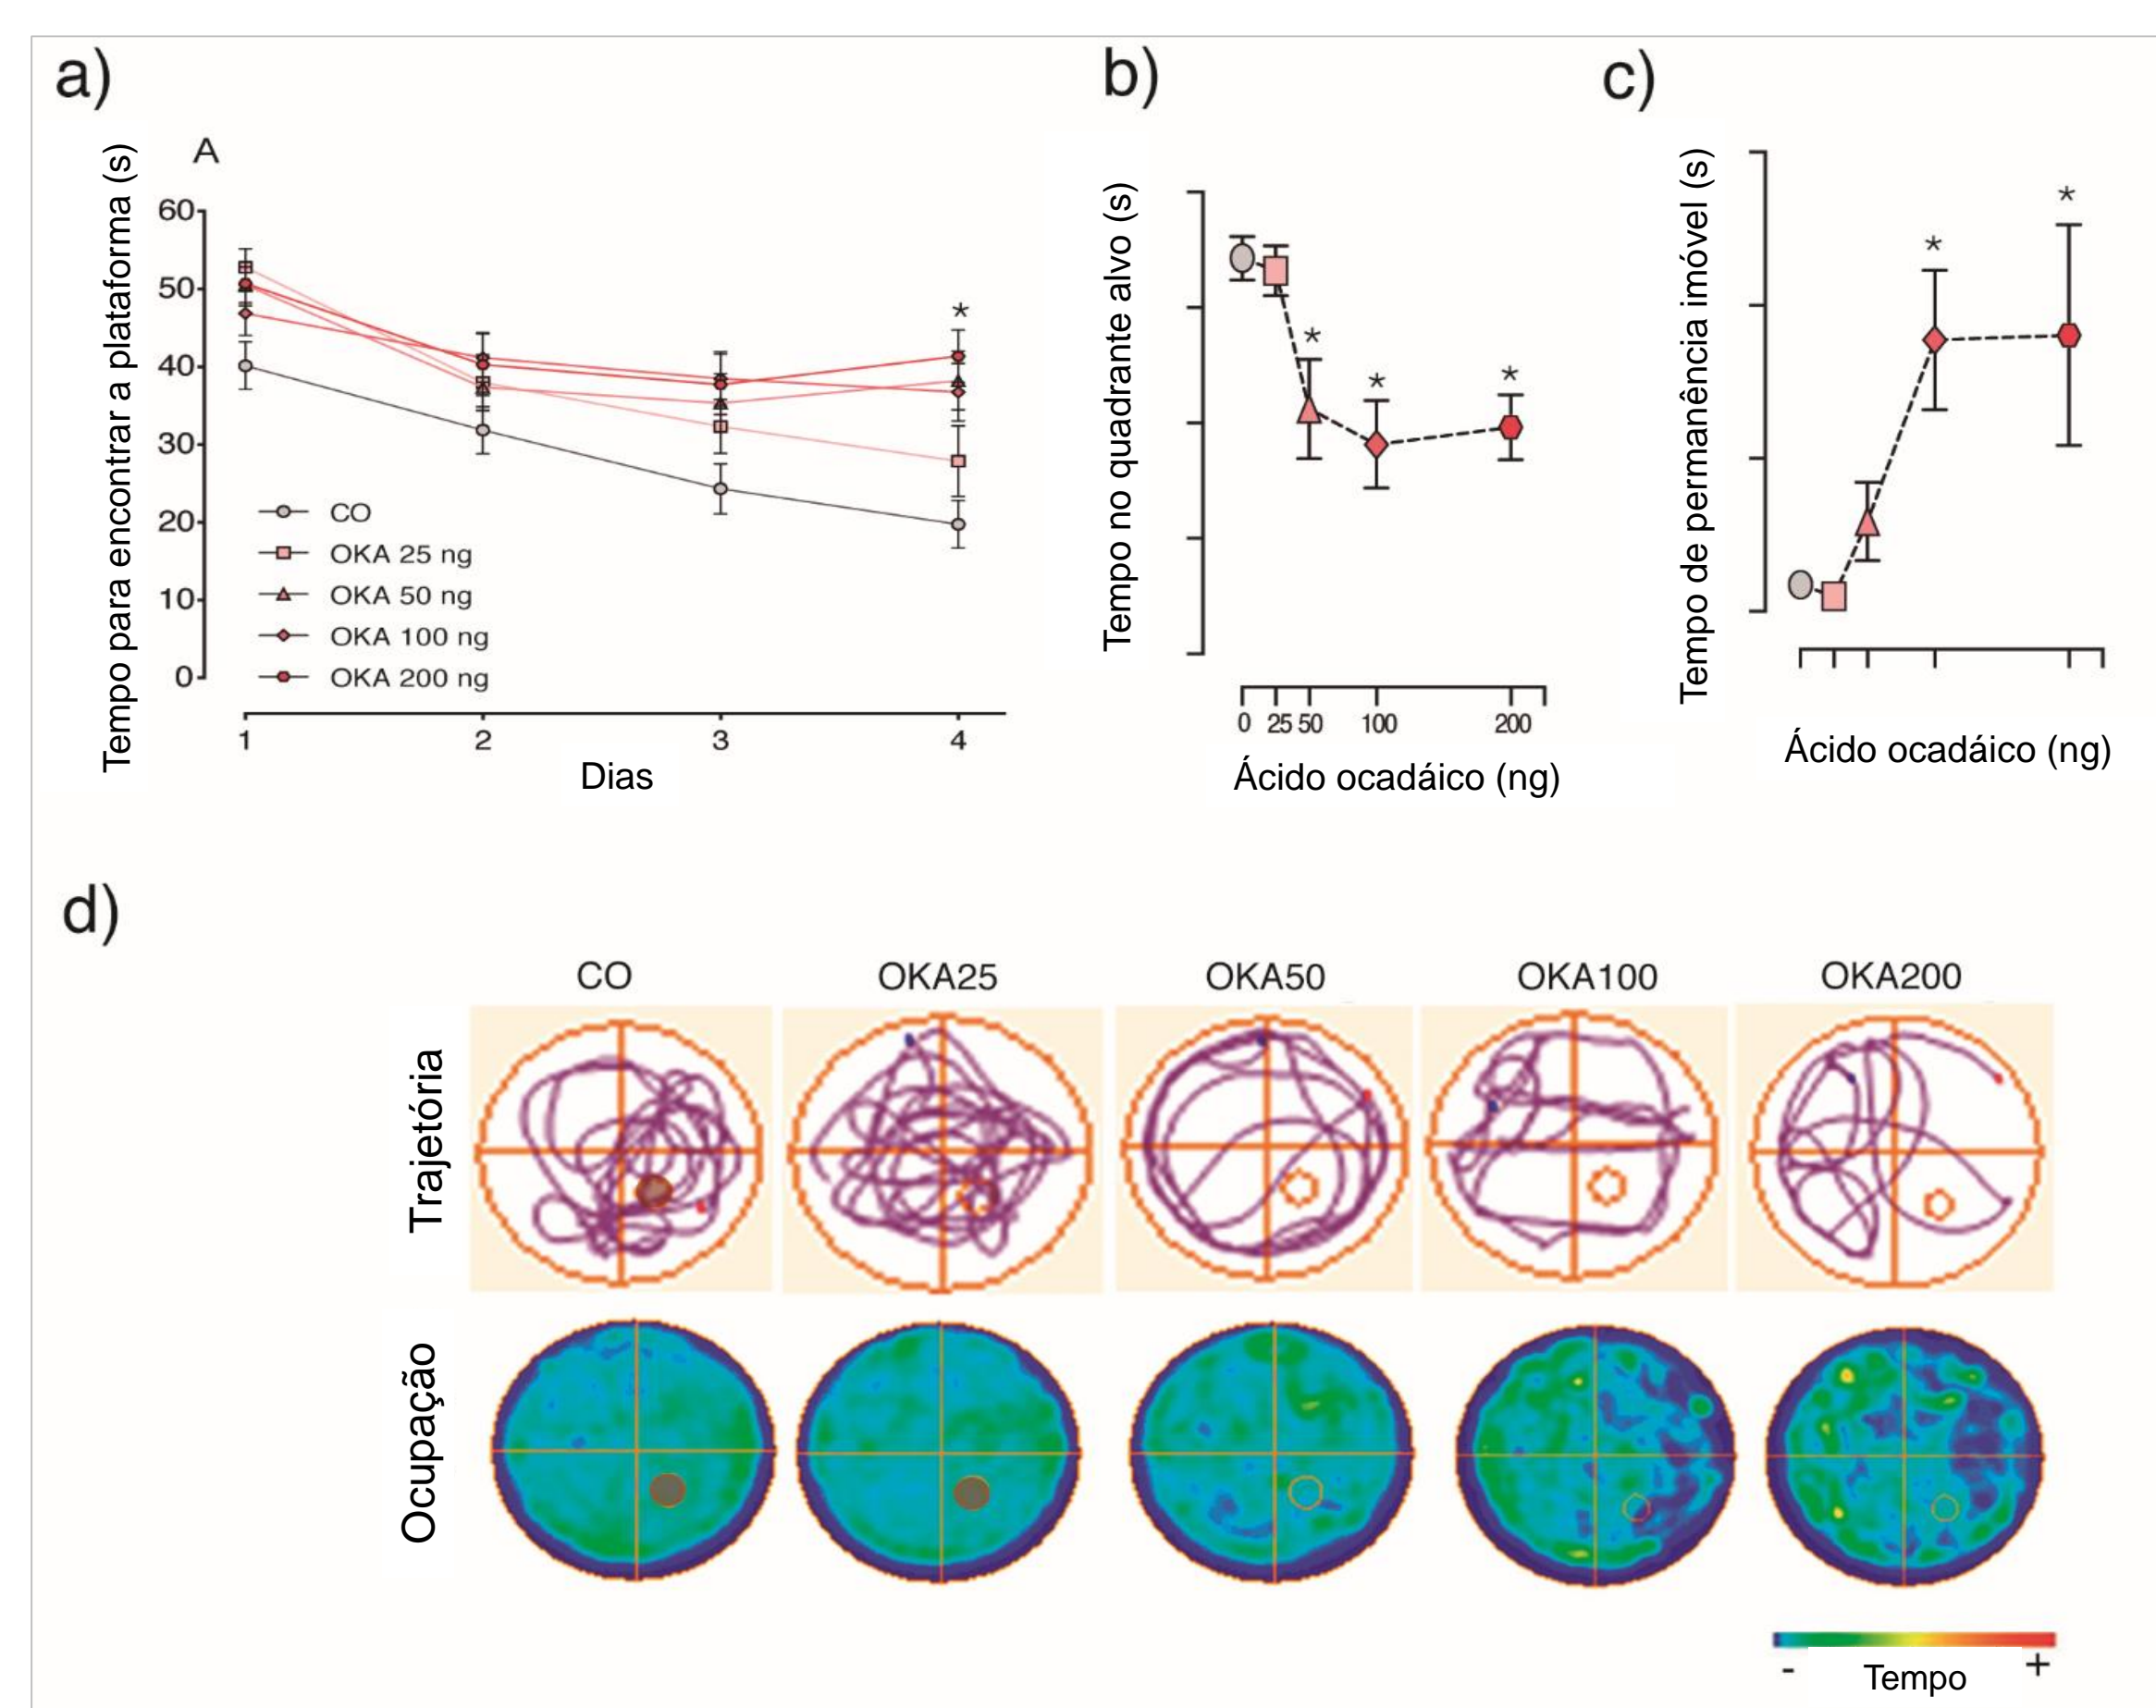 a)
A
Tempo para encontrar a plataforma (s)
60
50
40
30
20
10
0
*
CO
OKA 25 ng
OKA 50 ng
OKA 100 ng
OKA 200 ng
1 2 3 4
Dias
b)
Tempo no quadrante alvo (s)
* * *
0 25 50 100 200
Ácido ocadáico (ng)
c)
Tempo de permanência imóvel (s)
* *
Ácido ocadáico (ng)
d)
CO OKA25 OKA50 OKA100 OKA200
Trajetória
Ocupação
- Tempo +